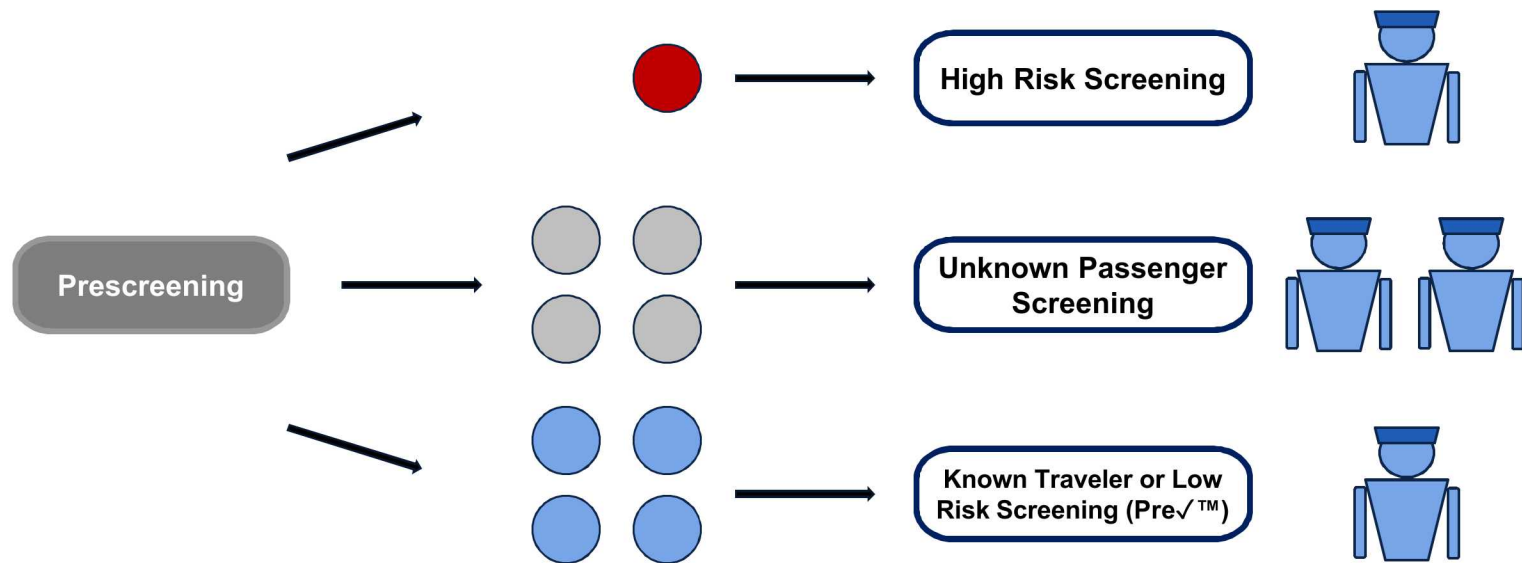 High Risk Screening
Prescreening
Unknown Passenger
Screening
Known Traveler or Low
Risk Screening (Pre✓™)